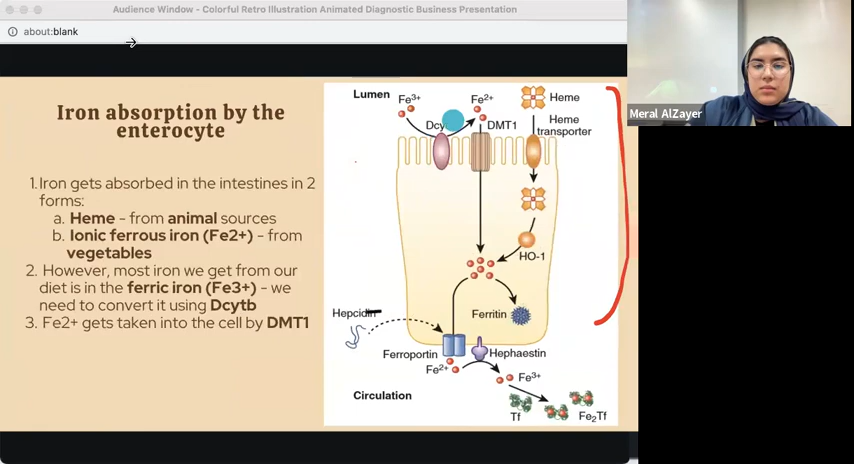 Audience Window - Colorful Retro Illustration Animated Diagnostic Business Presentation
about:blank
Iron absorption by the
enterocyte
1. Iron gets absorbed in the intestines in 2
forms:
a. Heme - from animal sources
b. Ionic ferrous iron (Fe2+) - from
vegetables
2. However, most iron we get from our
diet is in the ferric iron (Fe3+) - we
need to convert it using Dcytb
3. Fe2+ gets taken into the cell by DMT1
Lumen
Fe³⁺
Fe²⁺
Heme
Dcy
DMT1
Heme
transporter
HO-1
Hepcidin
Ferritin
Ferroportin
Hephaestin
Fe²⁺
Fe³⁺
Circulation
Tf
Fe₂Tf
Meral AlZayer